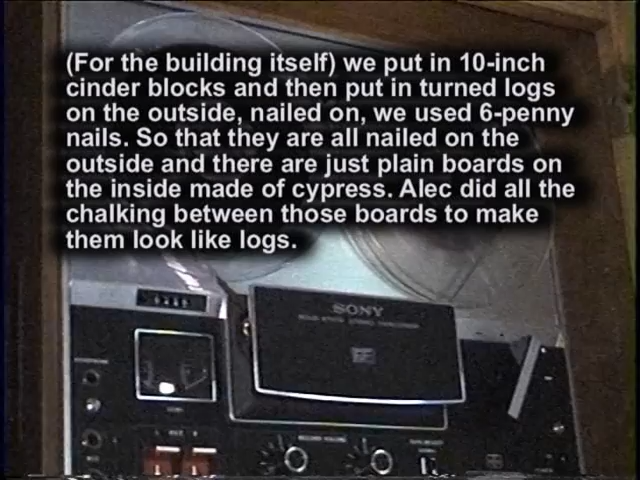 (For the building itself) we put in 10-inch
cinder blocks and then put in turned logs
on the outside, nailed on, we used 6-penny
nails. So that they are all nailed on the
outside and there are just plain boards on
the inside made of cypress. Alec did all the
chalking between those boards to make
them look like logs.
SONY